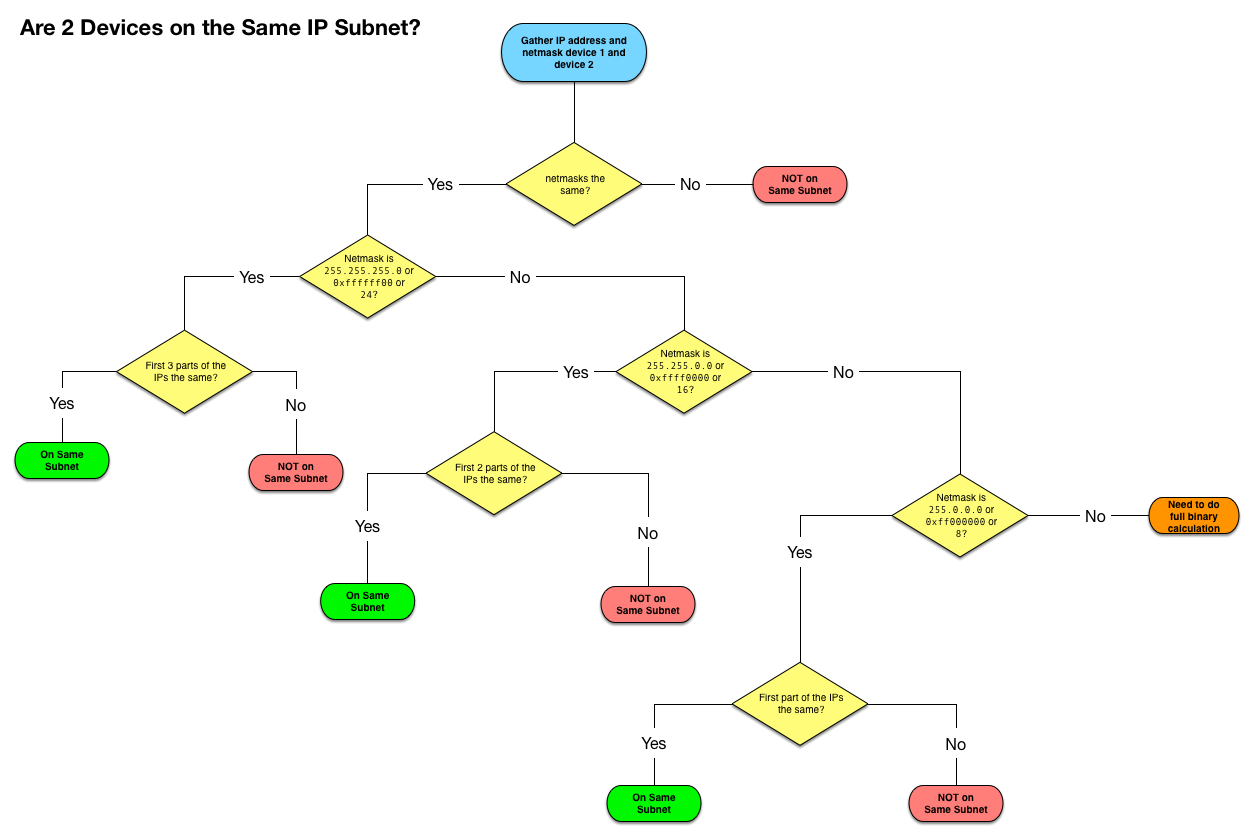 Are 2 Devices on the Same IP Subnet?
Gather IP address and
netmask device 1 and
device 2
netmasks the
same?
Yes
No
NOT on
Same Subnet
Netmask is
255.255.255.0 or
0xffffff00 or
24?
Yes
No
First 3 parts of the
IPs the same?
Yes
No
On Same
Subnet
NOT on
Same Subnet
Netmask is
255.255.0.0 or
0xffff0000 or
16?
Yes
No
First 2 parts of the
IPs the same?
Yes
No
On Same
Subnet
NOT on
Same Subnet
Netmask is
255.0.0.0 or
0xff000000 or
8?
Yes
No
Need to do
full binary
calculation
First part of the IPs
the same?
Yes
No
On Same
Subnet
NOT on
Same Subnet